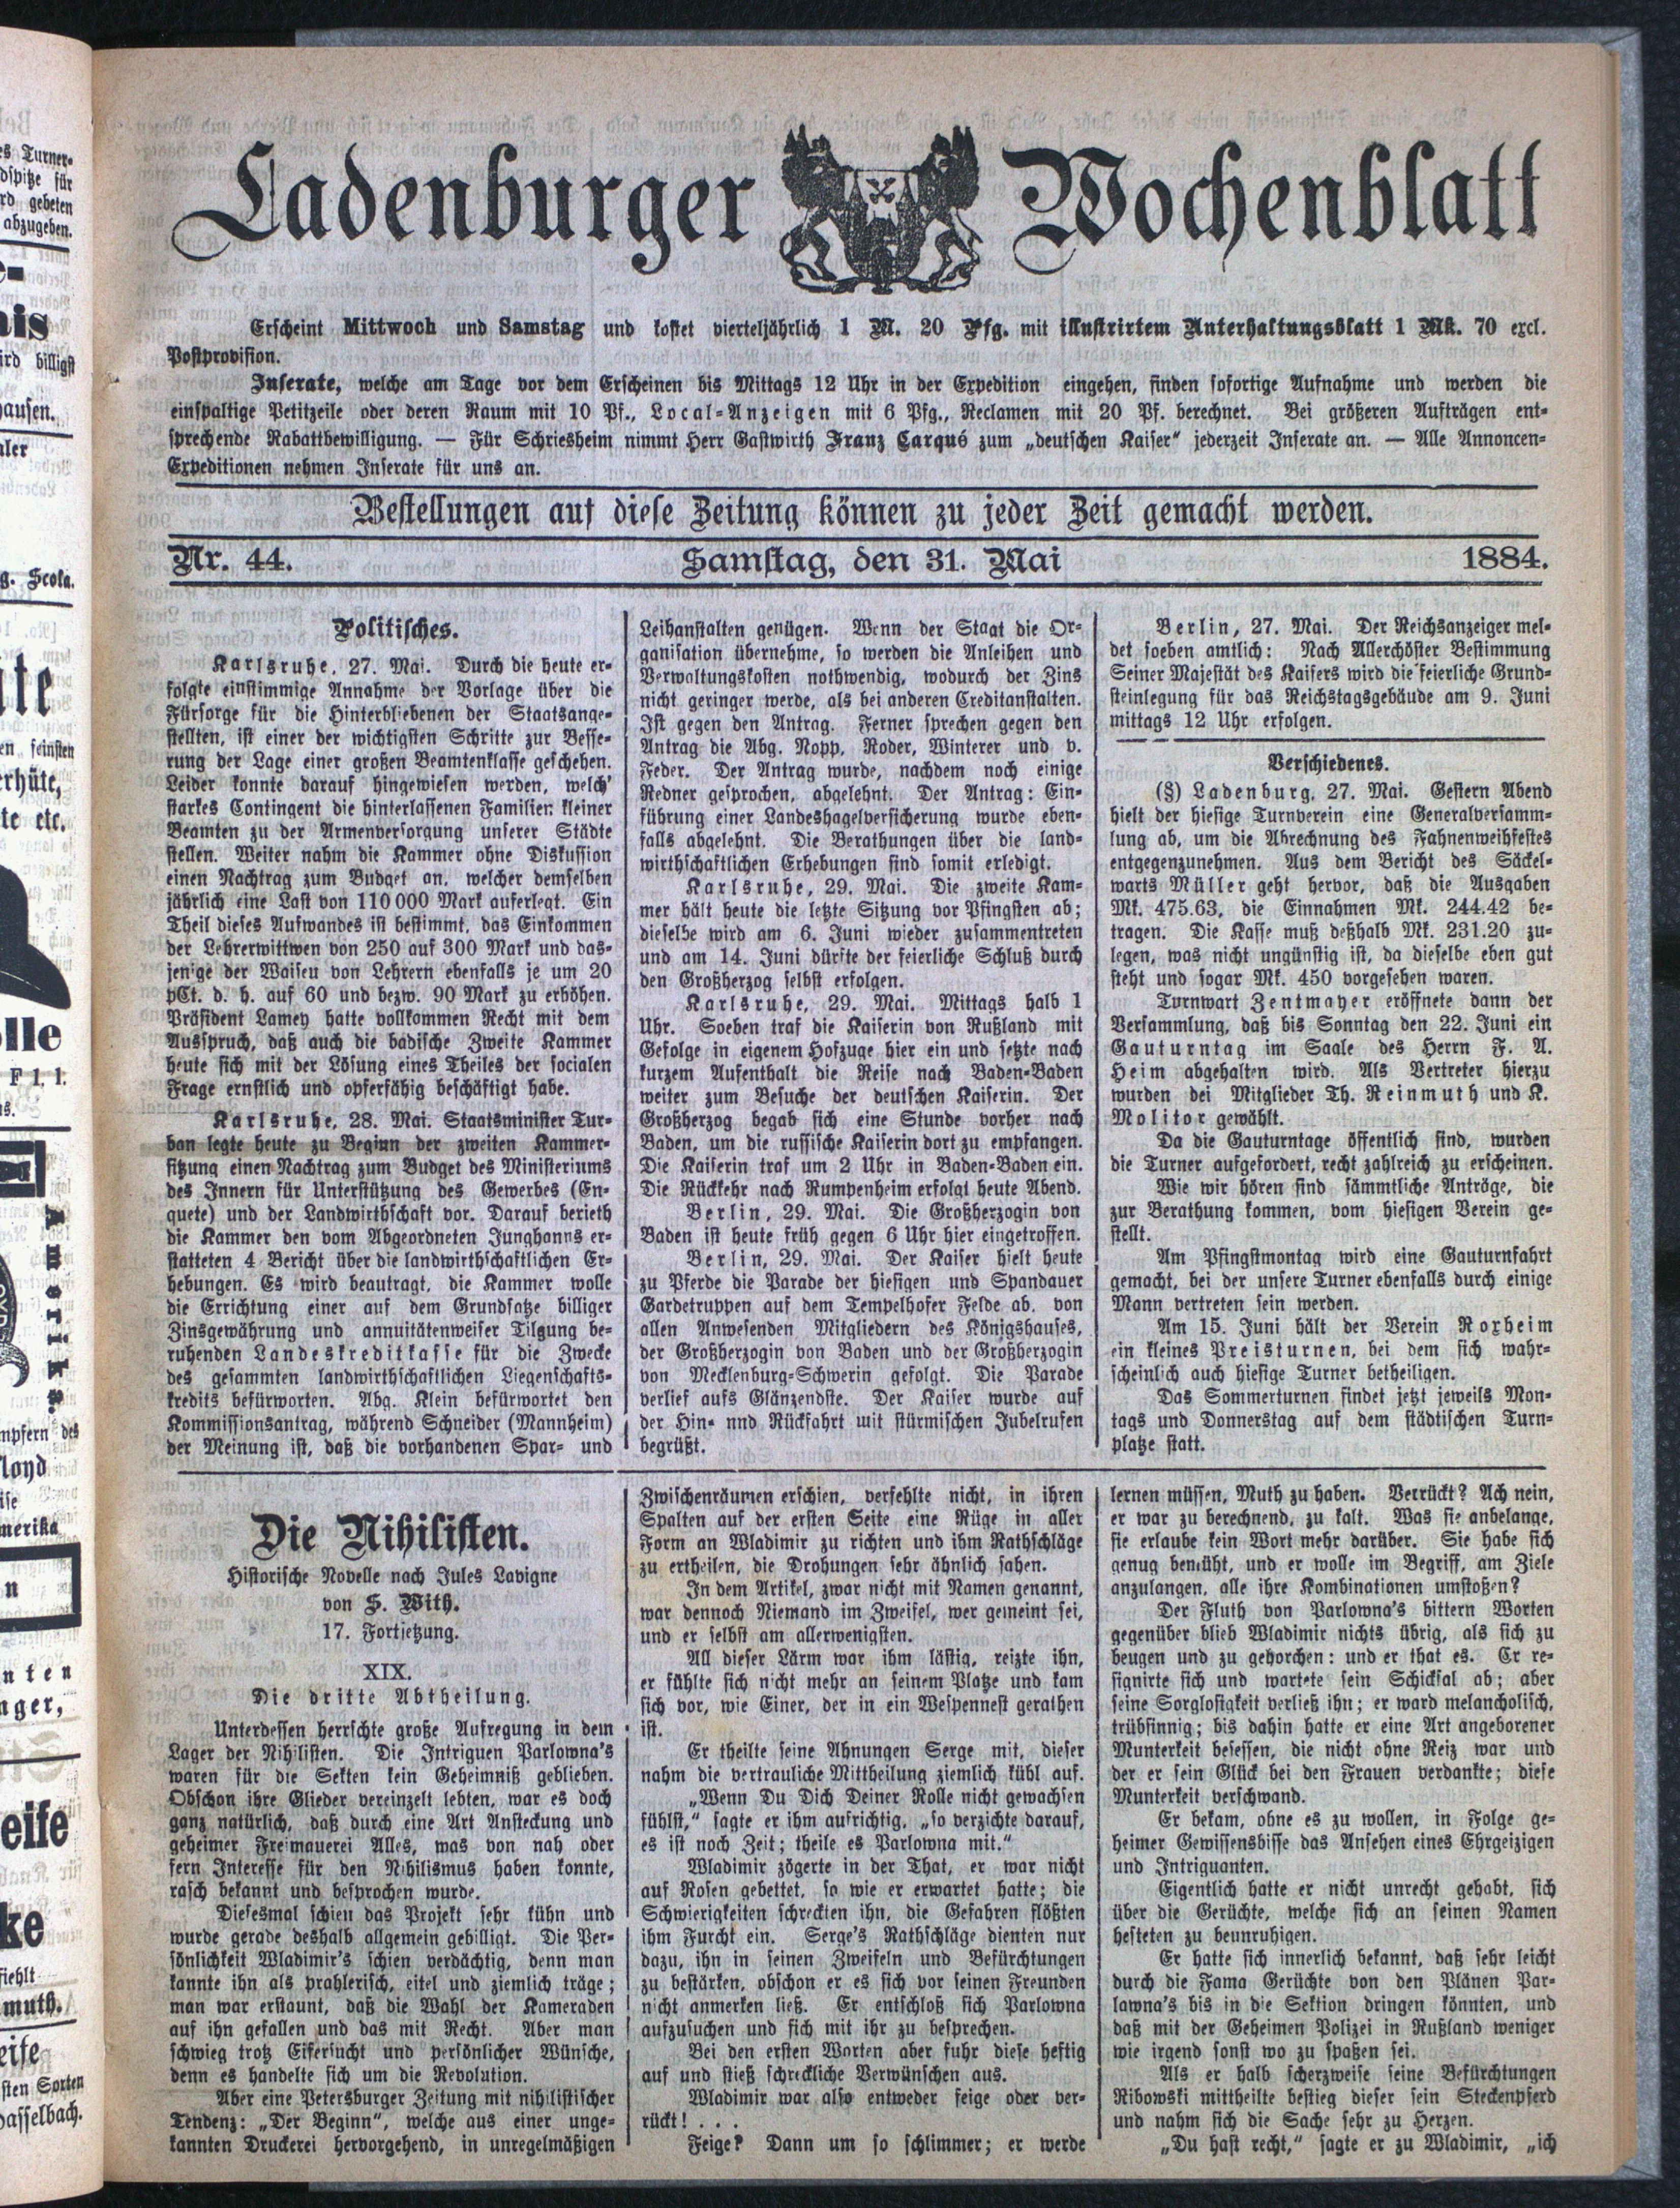 Ladenburger Wochenblatt
Erscheint Mittwoch und Samstag und kostet vierteljährlich 1 M. 20 Pfg. mit illustrirtem Unterhaltungsblatt 1 Mk. 70 excl.
Postprovision.
Inserate, welche am Tage vor dem Erscheinen bis Mittags 12 Uhr in der Expedition eingehen, finden sofortige Aufnahme und werden die
einspaltige Petitzeile oder deren Raum mit 10 Pf., Local-Anzeigen mit 6 Pfg., Reclamen mit 20 Pf. berechnet. Bei größeren Aufträgen ent-
sprechende Rabattbewilligung. — Für Schriesheim nimmt Herr Gastwirth Franz Carqué zum „deutschen Kaiser“ jederzeit Inserate an. — Alle Annoncen-
Expeditionen nehmen Inserate für uns an.
Bestellungen auf diese Zeitung können zu jeder Zeit gemacht werden.
Nr. 44. Samstag, den 31. Mai 1884.
Politisches.
Karlsruhe, 27. Mai. Durch die heute er-
folgte einstimmige Annahme der Vorlage über die
Fürsorge für die Hinterbliebenen der Staatsange-
stellten, ist einer der wichtigsten Schritte zur Besse-
rung der Lage einer großen Beamtenklasse geschehen.
Leider konnte darauf hingewiesen werden, welch'
starkes Contingent die hinterlassenen Familien kleiner
Beamten zu der Armenversorgung unserer Städte
stellen. Weiter nahm die Kammer ohne Diskussion
einen Nachtrag zum Budget an, welcher demselben
jährlich eine Last von 110 000 Mark auferlegt. Ein
Theil dieses Aufwandes ist bestimmt, das Einkommen
der Lehrerwittwen von 250 auf 300 Mark und das-
jenige der Waisen von Lehrern ebenfalls je um 20
pCt. d. h. auf 60 und bezw. 90 Mark zu erhöhen.
Präsident Lamey hatte vollkommen Recht mit dem
Ausspruch, daß auch die badische Zweite Kammer
heute sich mit der Lösung eines Theiles der socialen
Frage ernstlich und opferfähig beschäftigt habe.
Karlsruhe, 28. Mai. Staatsminister Tur-
ban legte heute zu Beginn der zweiten Kammer-
sitzung einen Nachtrag zum Budget des Ministeriums
des Innern für Unterstützung des Gewerbes (En-
quete) und der Landwirthschaft vor. Darauf berieth
die Kammer den vom Abgeordneten Junghanns er-
statteten 4 Bericht über die landwirthschaftlichen Er-
hebungen. Es wird beautragt, die Kammer wolle
die Errichtung einer auf dem Grundsatze billiger
Zinsgewährung und annuitätenweiser Tilgung be-
ruhenden Landeskreditkasse für die Zwecke
des gesammten landwirthschaftlichen Liegenschafts-
kredits befürworten. Abg. Klein befürwortet den
Kommissionsantrag, während Schneider (Mannheim)
der Meinung ist, daß die vorhandenen Spar- und
Leihanstalten genügen. Wenn der Staat die Or-
ganisation übernehme, so werden die Anleihen und
Verwaltungskosten nothwendig, wodurch der Zins
nicht geringer werde, als bei anderen Creditanstalten.
Ist gegen den Antrag. Ferner sprechen gegen den
Antrag die Abg. Nopp, Roder, Winterer und v.
Feder. Der Antrag wurde, nachdem noch einige
Redner gesprochen, abgelehnt. Der Antrag: Ein-
führung einer Landeshagelversicherung wurde eben-
falls abgelehnt. Die Berathungen über die land-
wirthschaftlichen Erhebungen sind somit erledigt.
Karlsruhe, 29. Mai. Die zweite Kam-
mer hält heute die letzte Sitzung vor Pfingsten ab;
dieselbe wird am 6. Juni wieder zusammentreten
und am 14. Juni dürfte der feierliche Schluß durch
den Großherzog selbst erfolgen.
Karlsruhe, 29. Mai. Mittags halb 1
Uhr. Soeben traf die Kaiserin von Rußland mit
Gefolge in eigenem Hofzuge hier ein und setzte nach
kurzem Aufenthalt die Reise nach Baden-Baden
weiter zum Besuche der deutschen Kaiserin. Der
Großherzog begab sich eine Stunde vorher nach
Baden, um die russische Kaiserin dort zu empfangen.
Die Kaiserin traf um 2 Uhr in Baden-Baden ein.
Die Rückkehr nach Rumpenheim erfolgt heute Abend.
Berlin, 29. Mai. Die Großherzogin von
Baden ist heute früh gegen 6 Uhr hier eingetroffen.
Berlin, 29. Mai. Der Kaiser hielt heute
zu Pferde die Parade der hiesigen und Spandauer
Gardetruppen auf dem Tempelhofer Felde ab, von
allen Anwesenden Mitgliedern des Königshauses,
der Großherzogin von Baden und der Großherzogin
von Mecklenburg-Schwerin gefolgt. Die Parade
verlief aufs Glänzendste. Der Kaiser wurde auf
der Hin- nnd Rückfahrt mit stürmischen Jubelrufen
begrüßt.
Berlin, 27. Mai. Der Reichsanzeiger mel-
det soeben amtlich: Nach Allerchöster Bestimmung
Seiner Majestät des Kaisers wird die feierliche Grund-
steinlegung für das Reichstagsgebäude am 9. Juni
mittags 12 Uhr erfolgen.
Verschiedenes.
(§) Ladenburg, 27. Mai. Gestern Abend
hielt der hiesige Turnverein eine Generalversamm-
lung ab, um die Abrechnung des Fahnenweihfestes
entgegenzunehmen. Aus dem Bericht des Säckel-
warts Müller geht hervor, daß die Ausgaben
Mk. 475.63, die Einnahmen Mk. 244.42 be-
tragen. Die Kasse muß deßhalb Mk. 231.20 zu-
legen, was nicht ungünstig ist, da dieselbe eben gut
steht und sogar Mk. 450 vorgesehen waren.
Turnwart Zentmayer eröffnete dann der
Versammlung, daß bis Sonntag den 22. Juni ein
Gauturntag im Saale des Herrn F. A.
Heim abgehalten wird. Als Vertreter hierzu
wurden dei Mitglieder Th. Reinmuth und K.
Molitor gewählt.
Da die Gauturntage öffentlich sind, wurden
die Turner aufgefordert, recht zahlreich zu erscheinen.
Wie wir hören sind sämmtliche Anträge, die
zur Berathung kommen, vom hiesigen Verein ge-
stellt.
Am Pfingstmontag wird eine Gauturnfahrt
gemacht, bei der unsere Turner ebenfalls durch einige
Mann vertreten sein werden.
Am 15. Juni hält der Verein Roxheim
ein kleines Preisturnen, bei dem sich wahr-
scheinlich auch hiesige Turner betheiligen.
Das Sommerturnen findet jetzt jeweils Mon-
tags und Donnerstag auf dem städtischen Turn-
platze statt.
Die Nihilisten.
Historische Novelle nach Jules Lavigne
von S. With.
17. Fortsetzung.
XIX.
Die dritte Abtheilung.
Unterdessen herrschte große Aufregung in dem
Lager der Nihilisten. Die Intriguen Parlowna's
waren für die Sekten kein Geheimniß geblieben.
Obschon ihre Glieder vereinzelt lebten, war es doch
ganz natürlich, daß durch eine Art Ansteckung und
geheimer Freimauerei Alles, was von nah oder
fern Interesse für den Nihilismus haben konnte,
rasch bekannt und besprochen wurde.
Diesesmal schien das Projekt sehr kühn und
wurde gerade deshalb allgemein gebilligt. Die Per-
sönlichkeit Wladimir's schien verdächtig, denn man
kannte ihn als prahlerisch, eitel und ziemlich träge;
man war erstaunt, daß die Wahl der Kameraden
auf ihn gefallen und das mit Recht. Aber man
schwieg trotz Eifersucht und persönlicher Wünsche,
denn es handelte sich um die Revolution.
Aber eine Petersburger Zeitung mit nihilistischer
Tendenz: „Der Beginn“, welche aus einer unge-
kannten Druckerei hervorgehend, in unregelmäßigen
Zwischenräumen erschien, verfehlte nicht, in ihren
Spalten auf der ersten Seite eine Rüge in aller
Form an Wladimir zu richten und ihm Rathschläge
zu ertheilen, die Drohungen sehr ähnlich sahen.
In dem Artikel, zwar nicht mit Namen genannt,
war dennoch Niemand im Zweifel, wer gemeint sei,
und er selbst am allerwenigsten.
All dieser Lärm war ihm lästig, reizte ihn,
er fühlte sich nicht mehr an seinem Platze und kam
sich vor, wie Einer, der in ein Wespennest gerathen
ist.
Er theilte seine Ahnungen Serge mit, dieser
nahm die vertrauliche Mittheilung ziemlich kühl auf.
„Wenn Du Dich Deiner Rolle nicht gewachsen
fühlst,“ sagte er ihm aufrichtig, „so verzichte darauf,
es ist noch Zeit; theile es Parlowna mit.“
Wladimir zögerte in der That, er war nicht
auf Rosen gebettet, so wie er erwartet hatte; die
Schwierigkeiten schreckten ihn, die Gefahren flößten
ihm Furcht ein. Serge's Rathschläge dienten nur
dazu, ihn in seinen Zweifeln und Befürchtungen
zu bestärken, obschon er es sich vor seinen Freunden
nicht anmerken ließ. Er entschloß sich Parlowna
aufzusuchen und sich mit ihr zu besprechen.
Bei den ersten Worten aber fuhr diese heftig
auf und stieß schreckliche Verwünschen aus.
Wladimir war also entweder feige oder ver-
rückt! . . .
Feige? Dann um so schlimmer; er werde
lernen müssen, Muth zu haben. Verrückt? Ach nein,
er war zu berechnend, zu kalt. Was sie anbelange,
sie erlaube kein Wort mehr darüber. Sie habe sich
genug bemüht, und er wolle im Begriff, am Ziele
anzulangen, alle ihre Kombinationen umstoßen?
Der Fluth von Parlowna's bittern Worten
gegenüber blieb Wladimir nichts übrig, als sich zu
beugen und zu gehorchen: und er that es. Er re-
signirte sich und wartete sein Schicksal ab; aber
seine Sorglosigkeit verließ ihn; er ward melancholisch,
trübsinnig; bis dahin hatte er eine Art angeborener
Munterkeit besessen, die nicht ohne Reiz war und
der er sein Glück bei den Frauen verdankte; diese
Munterkeit verschwand.
Er bekam, ohne es zu wollen, in Folge ge-
heimer Gewissensbisse das Ansehen eines Ehrgeizigen
und Intriguanten.
Eigentlich hatte er nicht unrecht gehabt, sich
über die Gerüchte, welche sich an seinen Namen
hefteten zu beunruhigen.
Er hatte sich innerlich bekannt, daß sehr leicht
durch die Fama Gerüchte von den Plänen Par-
lawna's bis in die Sektion dringen könnten, und
daß mit der Geheimen Polizei in Rußland weniger
wie irgend sonst wo zu spaßen sei.
Als er halb scherzweise seine Befürchtungen
Ribowski mittheilte bestieg dieser sein Steckenpferd
und nahm sich die Sache sehr zu Herzen.
„Du hast recht,“ sagte er zu Wladimir, „ich